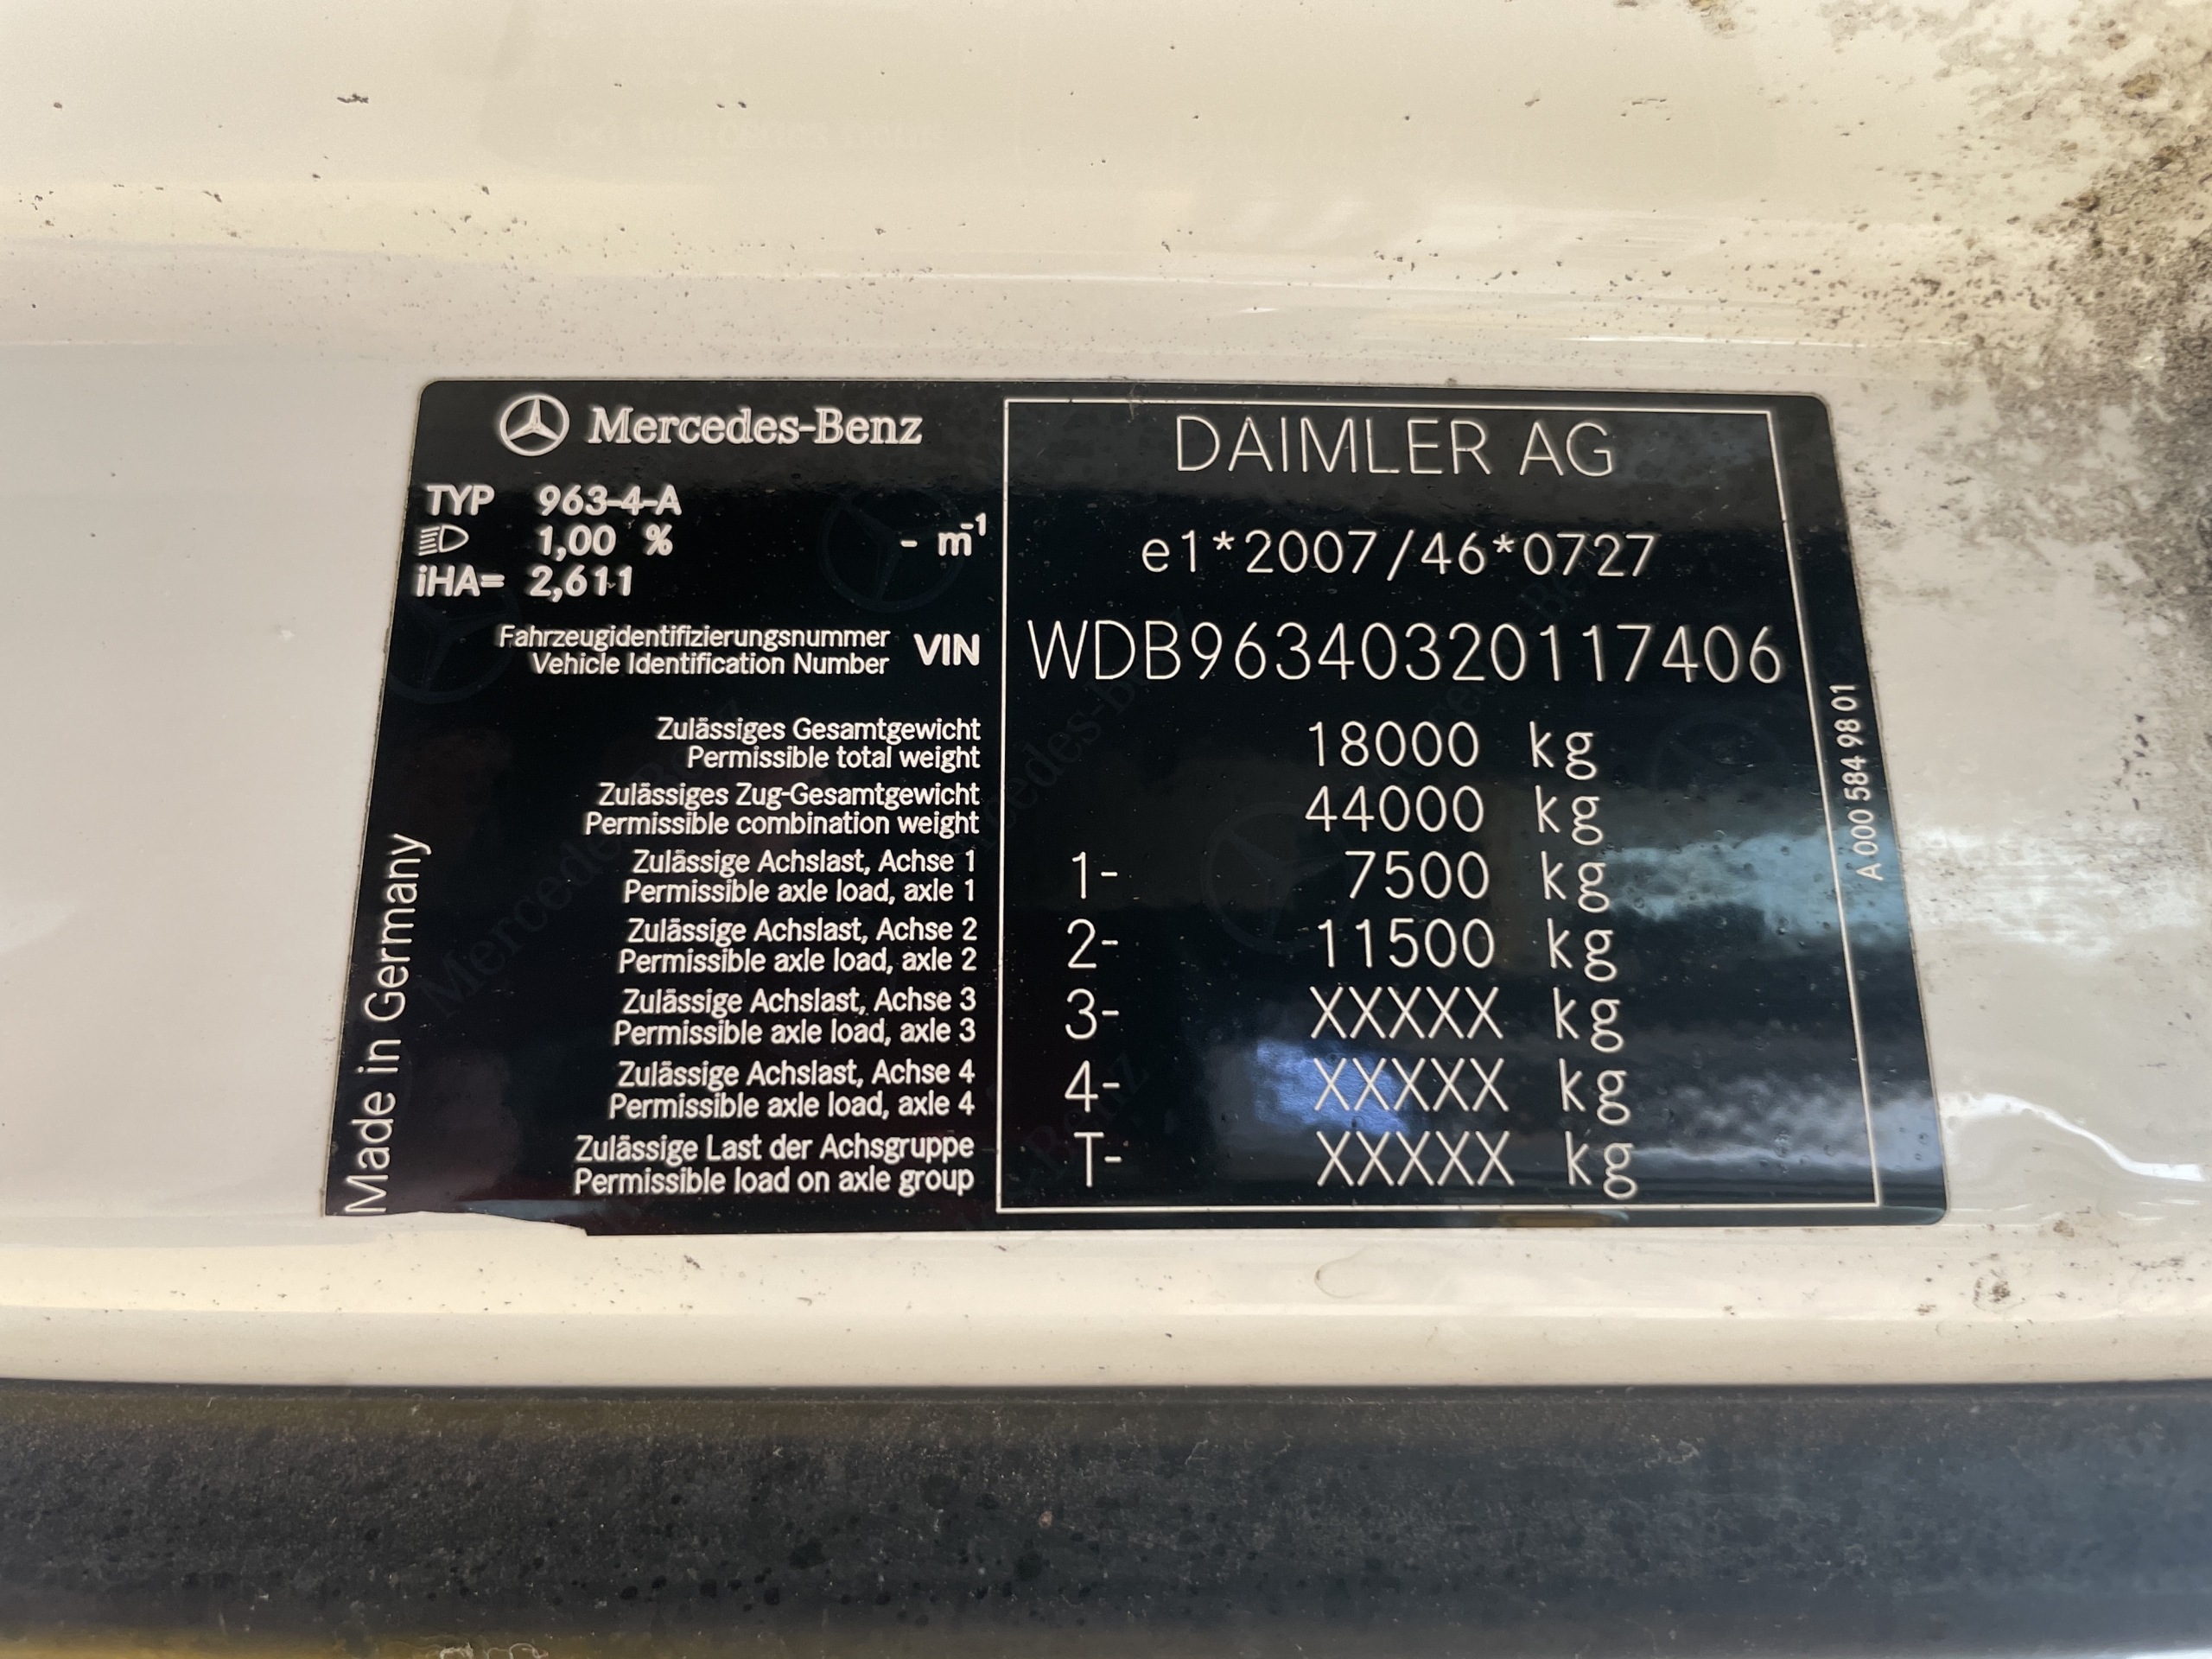 Mercedes-Benz
TYP 963-4-A
1,00 % - m⁻¹
iHA= 2,611
DAIMLER AG
e1*2007/46*0727
Fahrzeugidentifizierungsnummer
Vehicle Identification Number
VIN WDB96340320117406
Zulässiges Gesamtgewicht
Permissible total weight
18000 kg
Zulässiges Zug-Gesamtgewicht
Permissible combination weight
44000 kg
Zulässige Achslast, Achse 1
Permissible axle load, axle 1
1- 7500 kg
Zulässige Achslast, Achse 2
Permissible axle load, axle 2
2- 11500 kg
Zulässige Achslast, Achse 3
Permissible axle load, axle 3
3- XXXXX kg
Zulässige Achslast, Achse 4
Permissible axle load, axle 4
4- XXXXX kg
Zulässige Last der Achsgruppe
Permissible load on axle group
T- XXXXX kg
Made in Germany
A 000 584 98 01